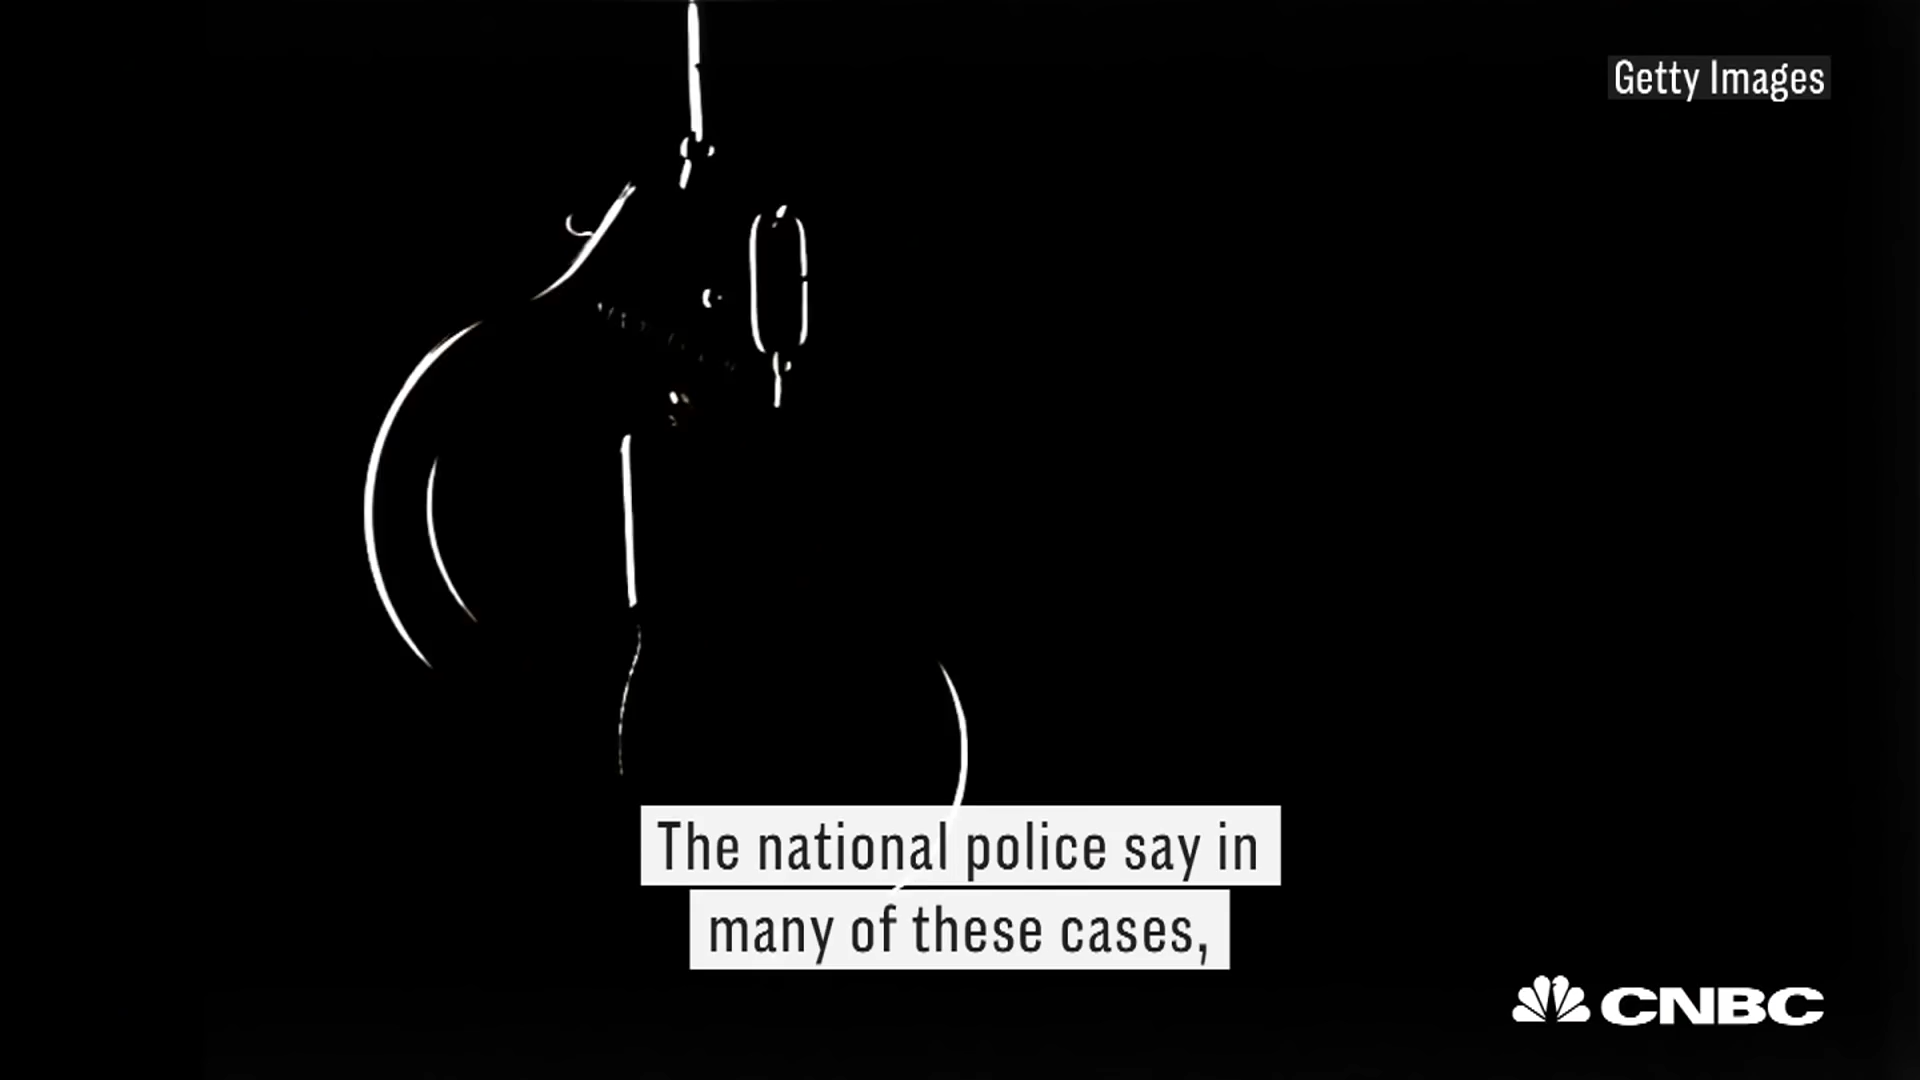 Getty Images
The national police say in
many of these cases,
CNBC